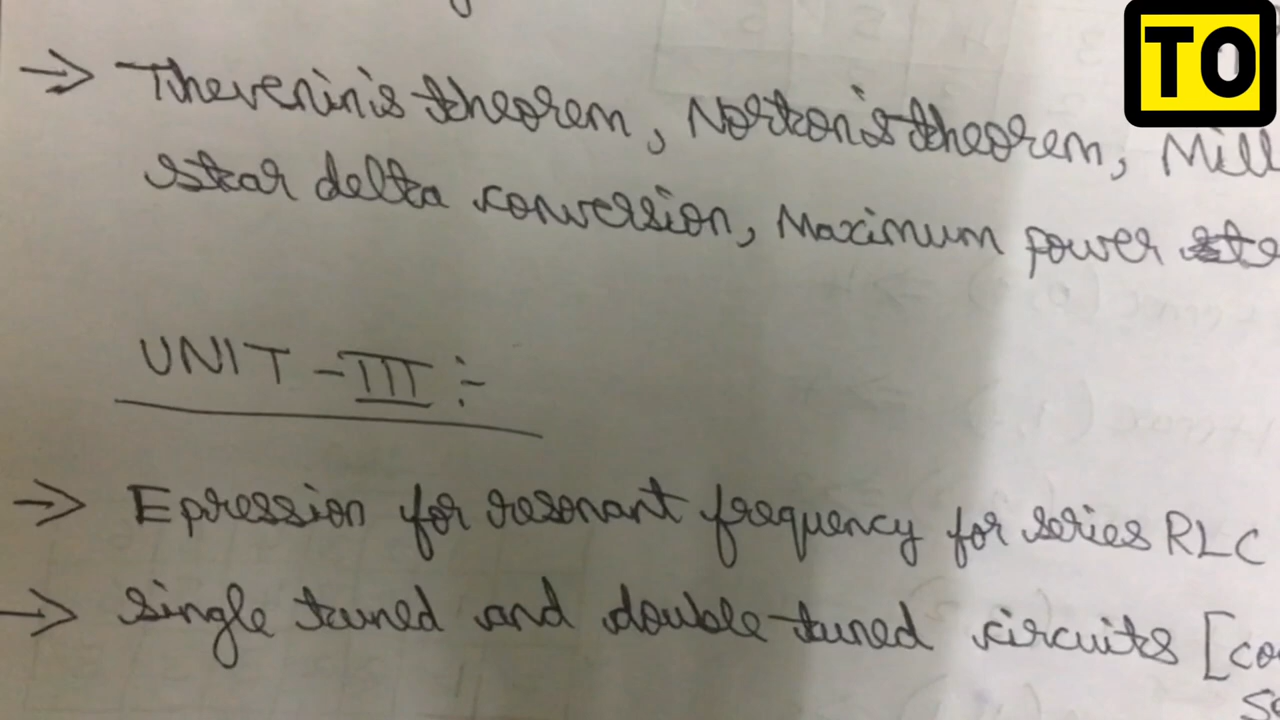 TO
→ Thevenin's theorem, Norton's theorem, Mill
star delta conversion, Maximum power
UNIT - III :-
→ Epression for resonant frequency for series RLC
→ single tuned and double tuned circuits [co